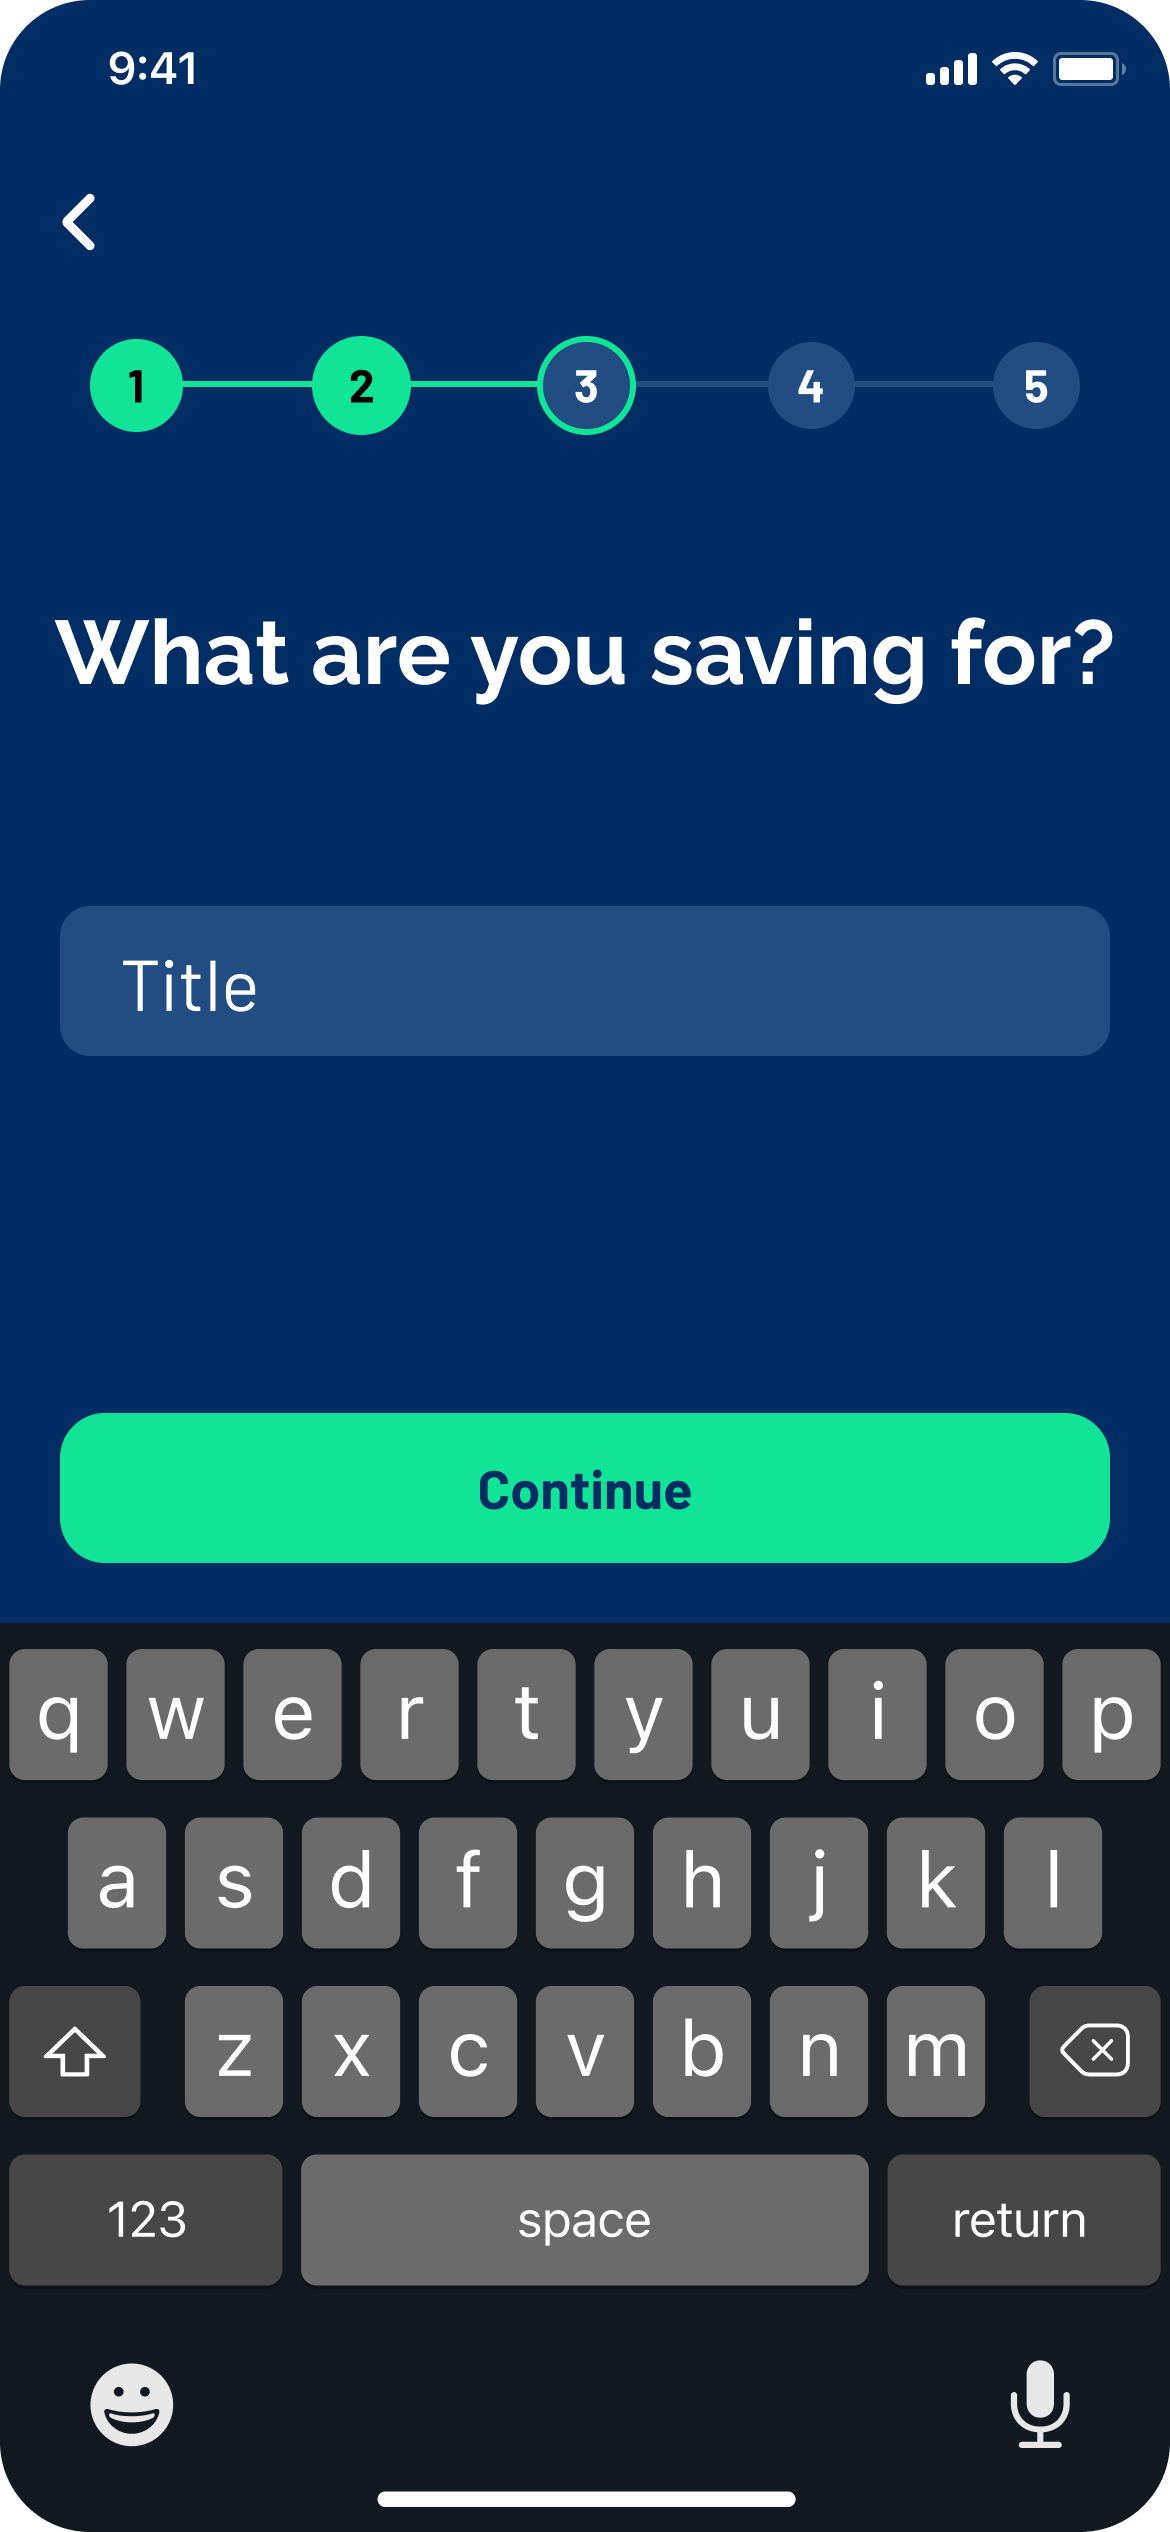 9:41
1 2 3 4 5
What are you saving for?
Title
Continue
q w e r t y u i o p
a s d f g h j k l
z x c v b n m
123 space return